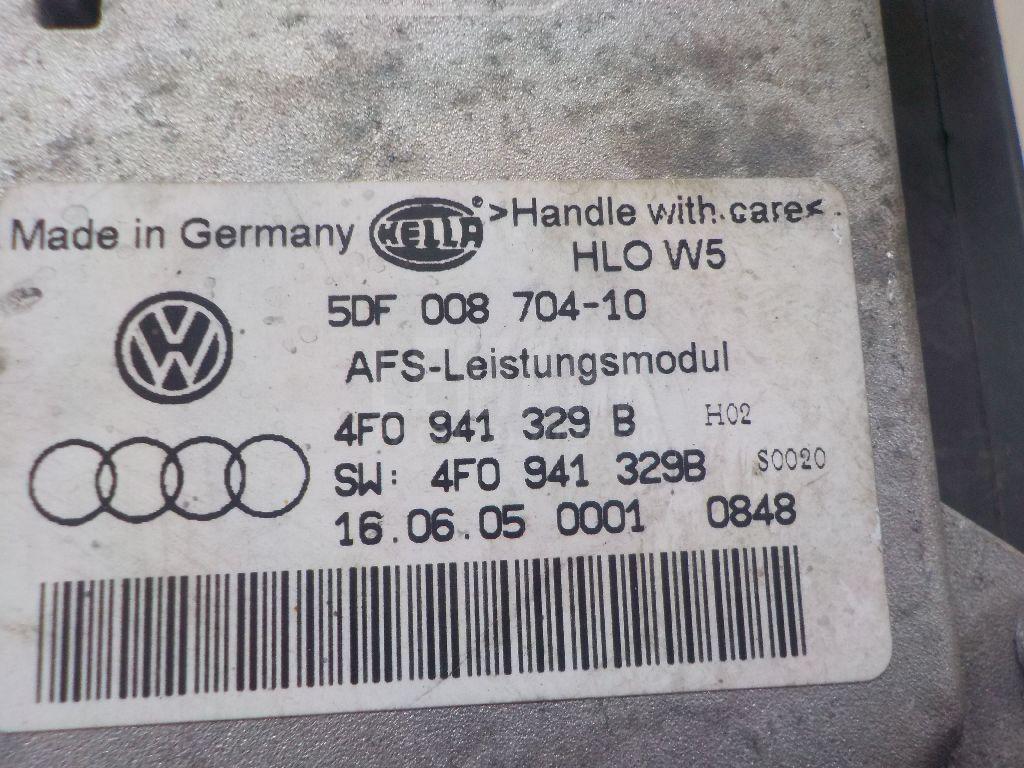 Made in Germany HELLA® >Handle with care<
HLO W5
5DF 008 704-10
AFS-Leistungsmodul
4F0 941 329 B H02
SW: 4F0 941 329B S0020
16.06.05 0001 0848